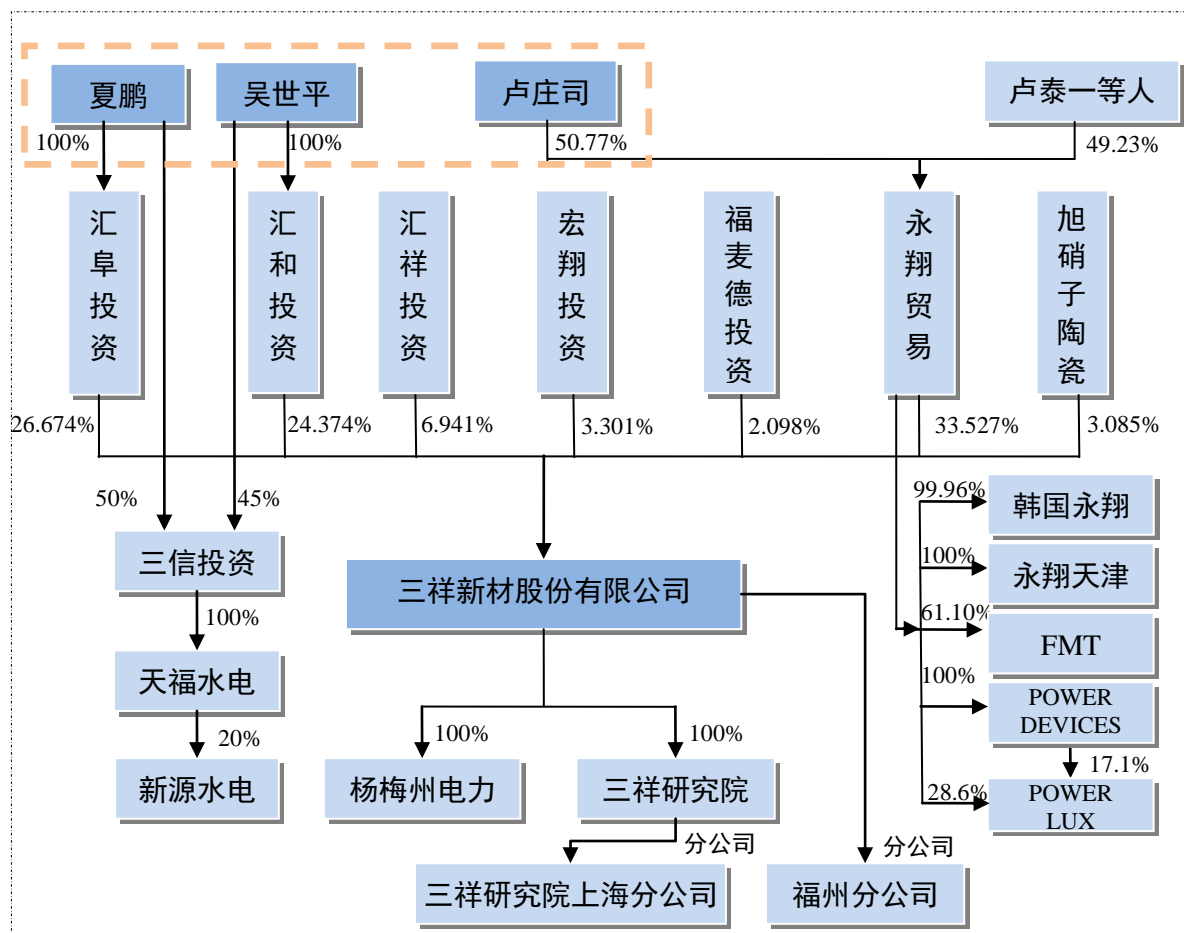 夏鹏
吴世平
卢庄司
卢泰一等人
100%
100%
50.77%
49.23%
汇阜投资
汇和投资
汇祥投资
宏翔投资
福麦德投资
永翔贸易
旭硝子陶瓷
26.674%
24.374%
6.941%
3.301%
2.098%
33.527%
3.085%
50%
45%
99.96%
韩国永翔
三信投资
三祥新材股份有限公司
100%
永翔天津
100%
61.10%
FMT
天福水电
100%
POWER
DEVICES
20%
100%
100%
17.1%
新源水电
杨梅州电力
三祥研究院
28.6%
POWER
LUX
分公司
分公司
三祥研究院上海分公司
福州分公司